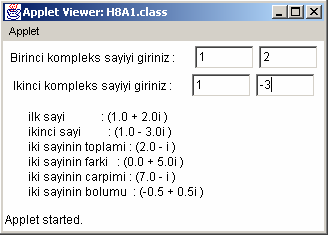 Applet Viewer: H8A1.class
Applet
Birinci kompleks sayiyi giriniz : 1 2
Ikinci kompleks sayiyi giriniz : 1 -3
ilk sayi : (1.0 + 2.0i )
ikinci sayi : (1.0 - 3.0i )
iki sayinin toplami : (2.0 - i )
iki sayinin farki : (0.0 + 5.0i )
iki sayinin carpimi : (7.0 - i )
iki sayinin bolumu : (-0.5 + 0.5i )
Applet started.